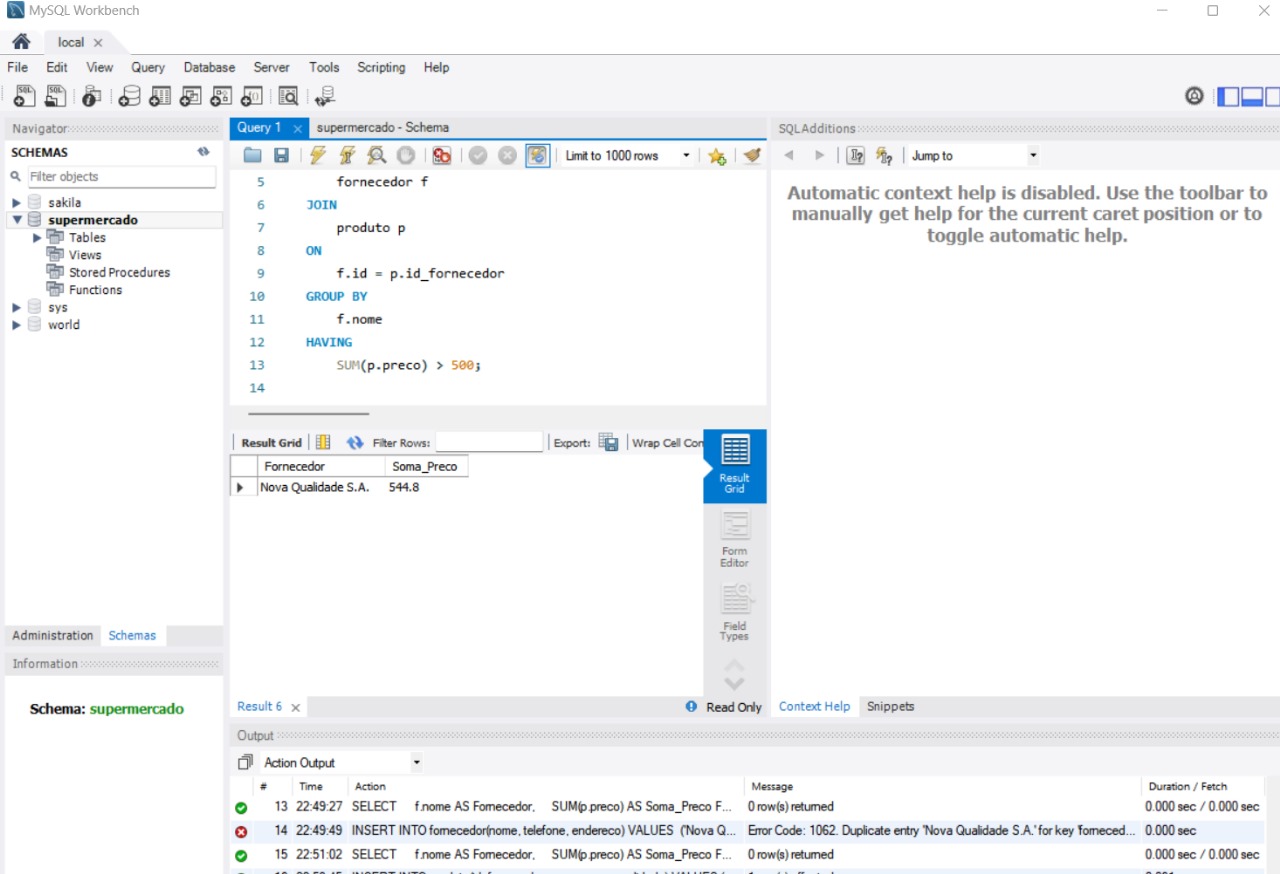 MySQL Workbench
local
File Edit View Query Database Server Tools Scripting Help
Navigator
SCHEMAS
Filter objects
sakila
supermercado
Tables
Views
Stored Procedures
Functions
sys
world
Administration Schemas
Information
Schema: supermercado
Query 1 supermercado - Schema
Limit to 1000 rows
5 fornecedor f
6 JOIN
7 produto p
8 ON
9 f.id = p.id_fornecedor
10 GROUP BY
11 f.nome
12 HAVING
13 SUM(p.preco) > 500;
14
Result Grid Filter Rows: Export: Wrap Cell Con
Fornecedor Soma_Preco
Nova Qualidade S.A. 544.8
Result
Grid
Form
Editor
Field
Types
Result 6 Read Only
SQLAdditions
Jump to
Automatic context help is disabled. Use the toolbar to
manually get help for the current caret position or to
toggle automatic help.
Context Help Snippets
Output
Action Output
# Time Action Message Duration / Fetch
13 22:49:27 SELECT f.nome AS Fornecedor, SUM(p.preco) AS Soma_Preco F... 0 row(s) returned 0.000 sec / 0.000 sec
14 22:49:49 INSERT INTO fornecedor(nome, telefone, endereco) VALUES ('Nova Q... Error Code: 1062. Duplicate entry 'Nova Qualidade S.A.' for key 'forneced... 0.000 sec
15 22:51:02 SELECT f.nome AS Fornecedor, SUM(p.preco) AS Soma_Preco F... 0 row(s) returned 0.000 sec / 0.000 sec